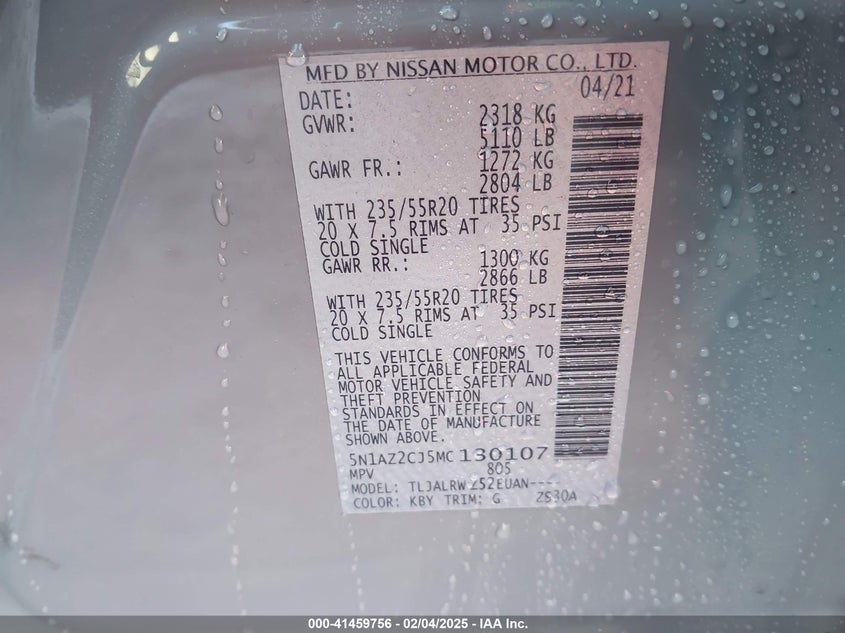 MFD BY NISSAN MOTOR CO., LTD.
DATE: 04/21
GVWR: 2318 KG
5110 LB
GAWR FR.: 1272 KG
2804 LB
WITH 235/55R20 TIRES
20 X 7.5 RIMS AT 35 PSI
COLD SINGLE
GAWR RR.: 1300 KG
2866 LB
WITH 235/55R20 TIRES
20 X 7.5 RIMS AT 35 PSI
COLD SINGLE
THIS VEHICLE CONFORMS TO
ALL APPLICABLE FEDERAL
MOTOR VEHICLE SAFETY AND
THEFT PREVENTION
STANDARDS IN EFFECT ON
THE DATE OF MANUFACTURE
SHOWN ABOVE.
5N1AZ2CJ5MC130107
MPV 805
MODEL:
COLOR: KBY TRIM: G ZS30A
000-41459756 - 02/04/2025 - IAA Inc.